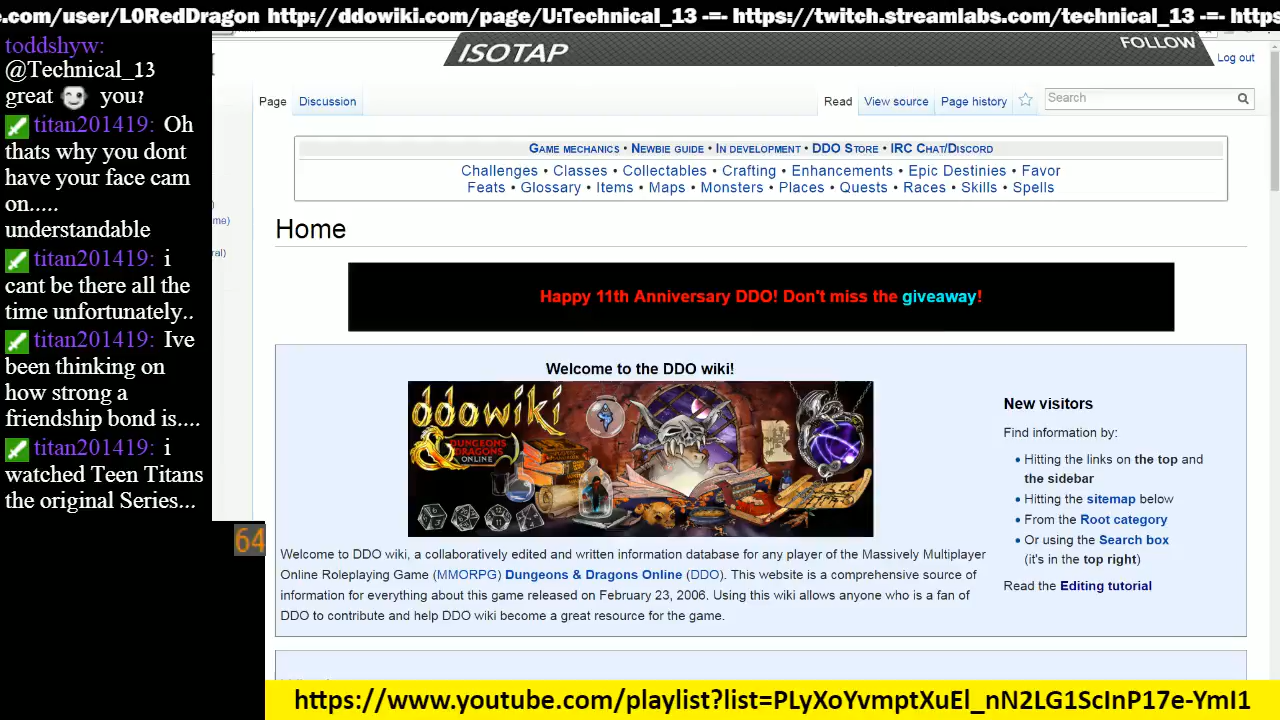 e.com/user/L0RedDragon http://ddowiki.com/page/U:Technical_13 -=- https://twitch.streamlabs.com/technical_13 -=- https
toddshyw:
@Technical_13
great you?
titan201419: Oh
thats why you dont
have your face cam
on.....
understandable
titan201419: i
cant be there all the
time unfortunately..
titan201419: Ive
been thinking on
how strong a
friendship bond is....
titan201419: i
watched Teen Titans
the original Series...
64
me)
ral)
ISOTAP
FOLLOW
Log out
Page Discussion
Read View source Page history
Search
Game mechanics • Newbie guide • In development • DDO Store • IRC Chat/Discord
Challenges • Classes • Collectables • Crafting • Enhancements • Epic Destinies • Favor
Feats • Glossary • Items • Maps • Monsters • Places • Quests • Races • Skills • Spells
Home
Happy 11th Anniversary DDO! Don't miss the giveaway!
Welcome to the DDO wiki!
ddowiki
DUNGEONS & DRAGONS
ONLINE
Welcome to DDO wiki, a collaboratively edited and written information database for any player of the Massively Multiplayer
Online Roleplaying Game (MMORPG) Dungeons & Dragons Online (DDO). This website is a comprehensive source of
information for everything about this game released on February 23, 2006. Using this wiki allows anyone who is a fan of
DDO to contribute and help DDO wiki become a great resource for the game.
New visitors
Find information by:
• Hitting the links on the top and
the sidebar
• Hitting the sitemap below
• From the Root category
• Or using the Search box
(it's in the top right)
Read the Editing tutorial
https://www.youtube.com/playlist?list=PLyXoYvmptXuEl_nN2LG1ScInP17e-YmI1